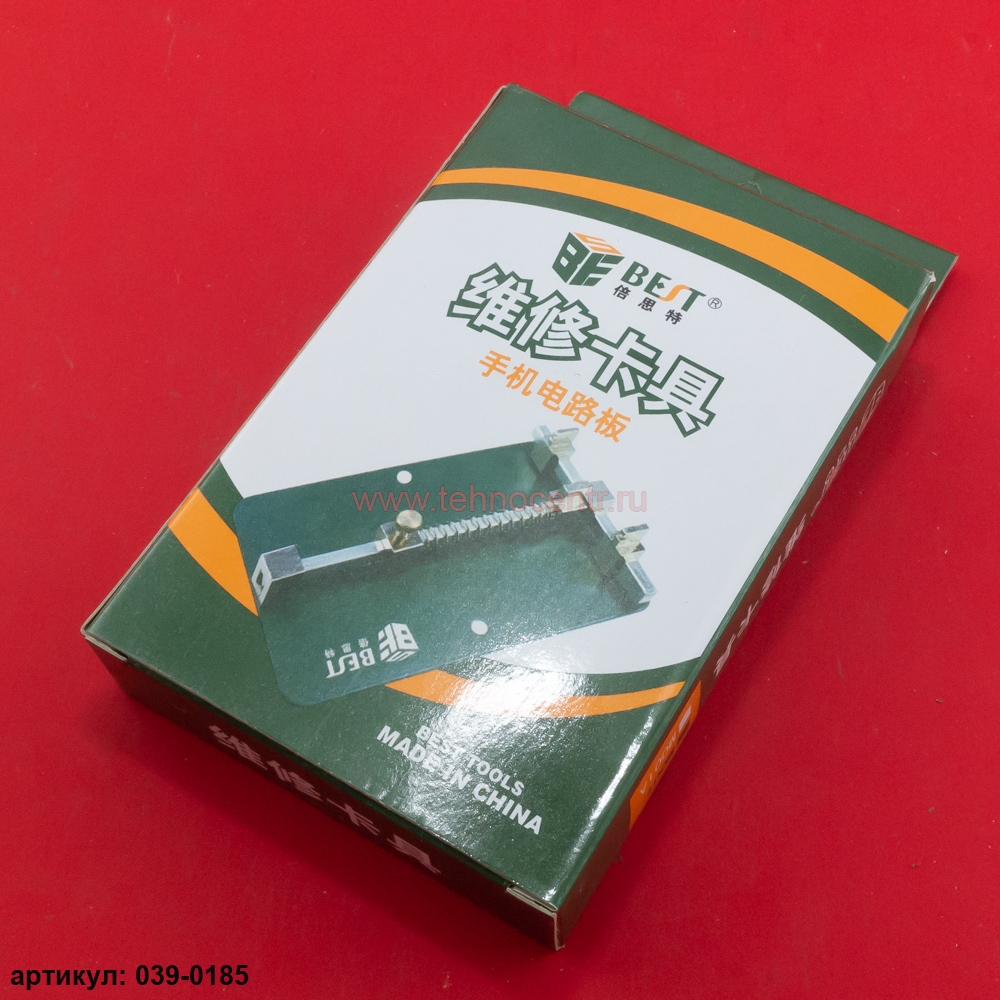 BEST®
倍思特
维修卡具
手机电路板
www.tehnocentr.ru
BEST
倍思特
BEST TOOLS
MADE IN CHINA
维修卡具
артикул: 039-0185